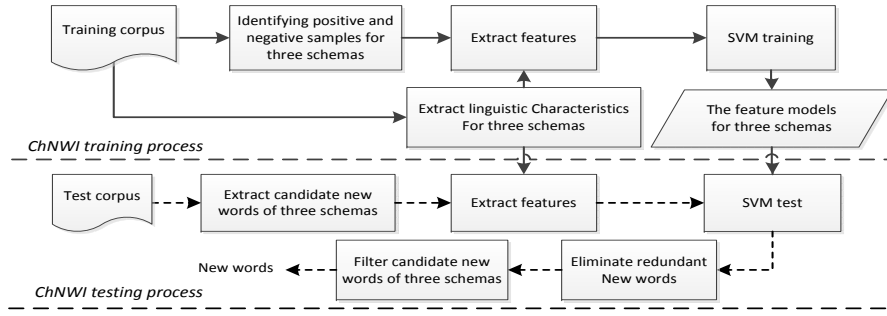 Training corpus
Identifying positive and
negative samples for
three schemas
Extract features
SVM training
Extract linguistic Characteristics
For three schemas
The feature models
for three schemas
ChNWI training process
Test corpus
Extract candidate new
words of three schemas
Extract features
SVM test
New words
Filter candidate new
words of three schemas
Eliminate redundant
New words
ChNWI testing process